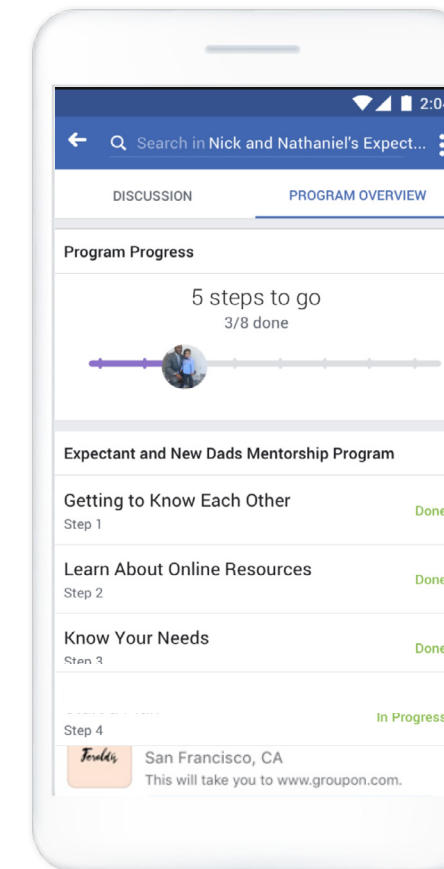 2:04
Search in Nick and Nathaniel's Expect...
DISCUSSION PROGRAM OVERVIEW
Program Progress
5 steps to go
3/8 done
Expectant and New Dads Mentorship Program
Getting to Know Each Other
Done
Step 1
Learn About Online Resources
Done
Step 2
Know Your Needs
Done
Step 3
In Progress
Step 4
San Francisco, CA
This will take you to www.groupon.com.